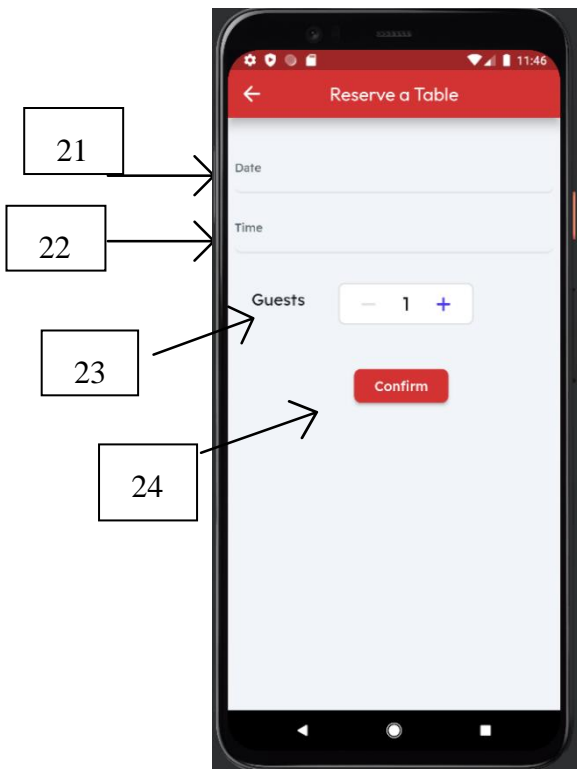 11:46
Reserve a Table
21
Date
22
Time
Guests
1
23
Confirm
24